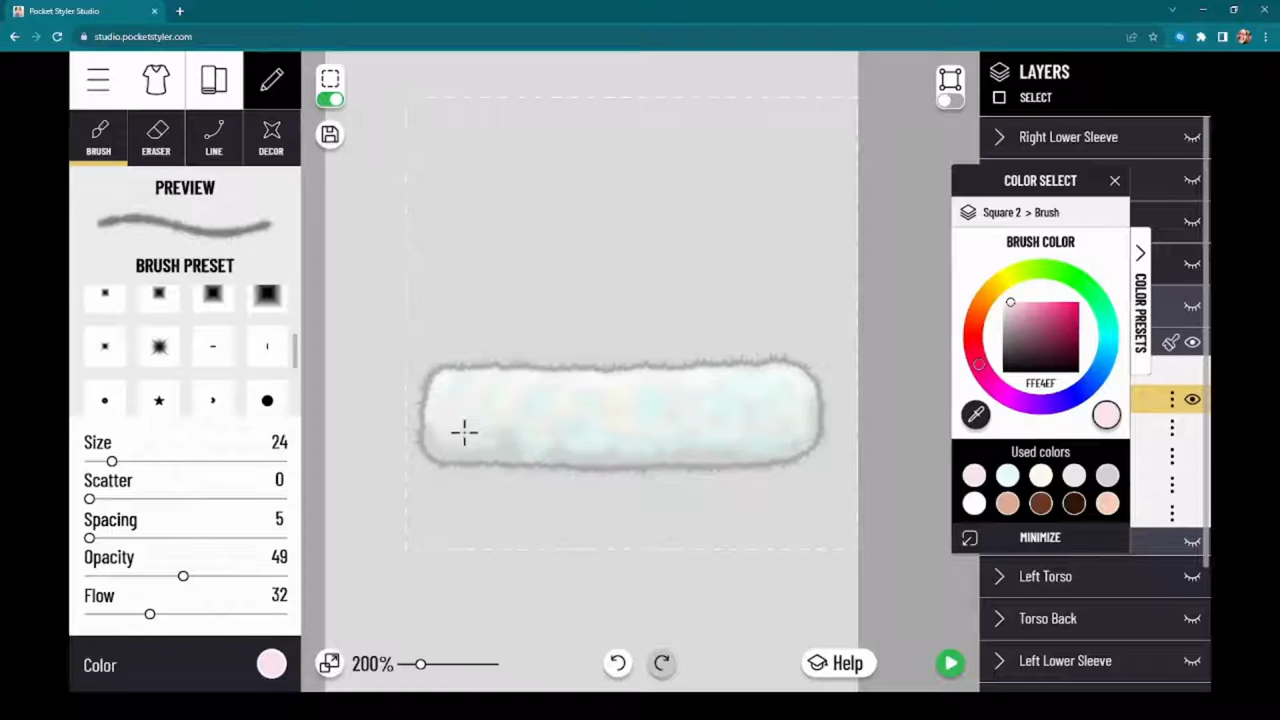 Pocket Styler Studio
studio.pocketstyler.com
BRUSH
ERASER
LINE
DECOR
PREVIEW
BRUSH PRESET
Size 24
Scatter 0
Spacing 5
Opacity 49
Flow 32
Color
200%
Help
LAYERS
SELECT
Right Lower Sleeve
COLOR SELECT
Square 2 > Brush
BRUSH COLOR
FFE4EF
COLOR PRESETS
Used colors
MINIMIZE
Left Torso
Torso Back
Left Lower Sleeve